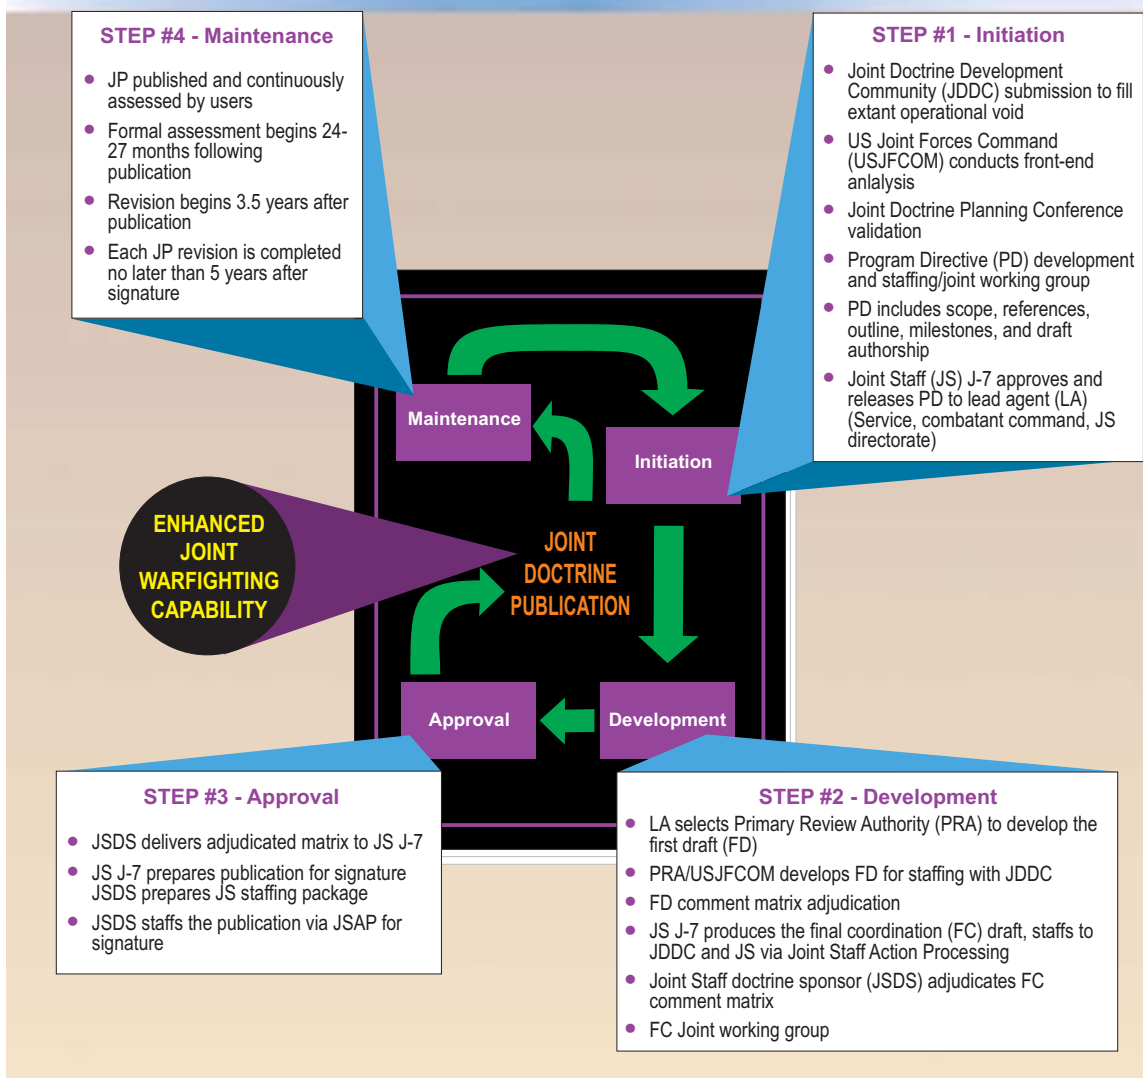 STEP #4 - Maintenance
• JP published and continuously
assessed by users
• Formal assessment begins 24-
27 months following
publication
• Revision begins 3.5 years after
publication
• Each JP revision is completed
no later than 5 years after
signature
STEP #1 - Initiation
• Joint Doctrine Development
Community (JDDC) submission to fill
extant operational void
• US Joint Forces Command
(USJFCOM) conducts front-end
anlalysis
• Joint Doctrine Planning Conference
validation
• Program Directive (PD) development
and staffing/joint working group
• PD includes scope, references,
outline, milestones, and draft
authorship
• Joint Staff (JS) J-7 approves and
releases PD to lead agent (LA)
(Service, combatant command, JS
directorate)
Maintenance
Initiation
ENHANCED
JOINT
WARFIGHTING
CAPABILITY
JOINT
DOCTRINE
PUBLICATION
Approval
Development
STEP #3 - Approval
• JSDS delivers adjudicated matrix to JS J-7
• JS J-7 prepares publication for signature
JSDS prepares JS staffing package
• JSDS staffs the publication via JSAP for
signature
STEP #2 - Development
• LA selects Primary Review Authority (PRA) to develop the
first draft (FD)
• PRA/USJFCOM develops FD for staffing with JDDC
• FD comment matrix adjudication
• JS J-7 produces the final coordination (FC) draft, staffs to
JDDC and JS via Joint Staff Action Processing
• Joint Staff doctrine sponsor (JSDS) adjudicates FC
comment matrix
• FC Joint working group